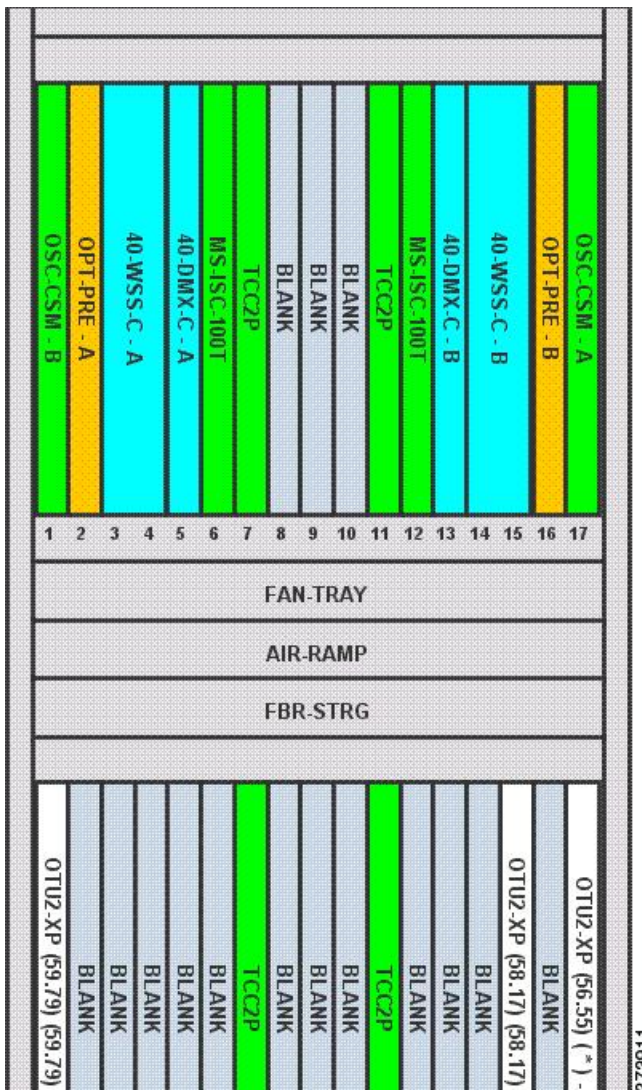 OSC-CSM - B
OPT-PRE - A
40-WSS-C - A
40-DMX-C - A
MS-ISC-100T
TCC2P
BLANK
BLANK
BLANK
TCC2P
MS-ISC-100T
40-DMX-C - B
40-WSS-C - B
OPT-PRE - B
OSC-CSM - A
1 2 3 4 5 6 7 8 9 10 11 12 13 14 15 16 17
FAN-TRAY
AIR-RAMP
FBR-STRG
OTU2-XP (59.79) (59.79)
BLANK
BLANK
BLANK
BLANK
BLANK
TCC2P
BLANK
BLANK
BLANK
TCC2P
BLANK
BLANK
BLANK
OTU2-XP (58.17) (58.17)
BLANK
OTU2-XP (56.55) ( * ) -